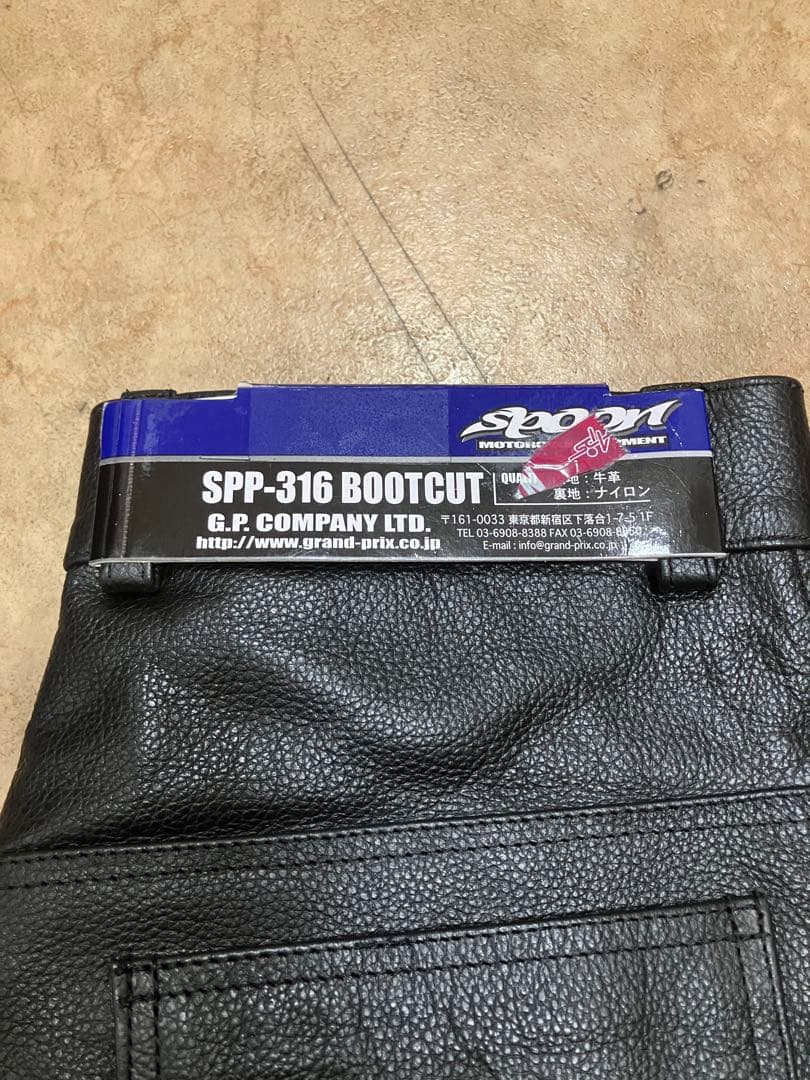 spoon
SPP-316 BOOTCUT
地：牛革
裏地：ナイロン
G.P. COMPANY LTD.
http://www.grand-prix.co.jp
〒161-0033 東京都新宿区下落合1-7-5 1F
TEL 03-6908-8388 FAX 03-6908-
E-mail : info@grand-prix.co.jp